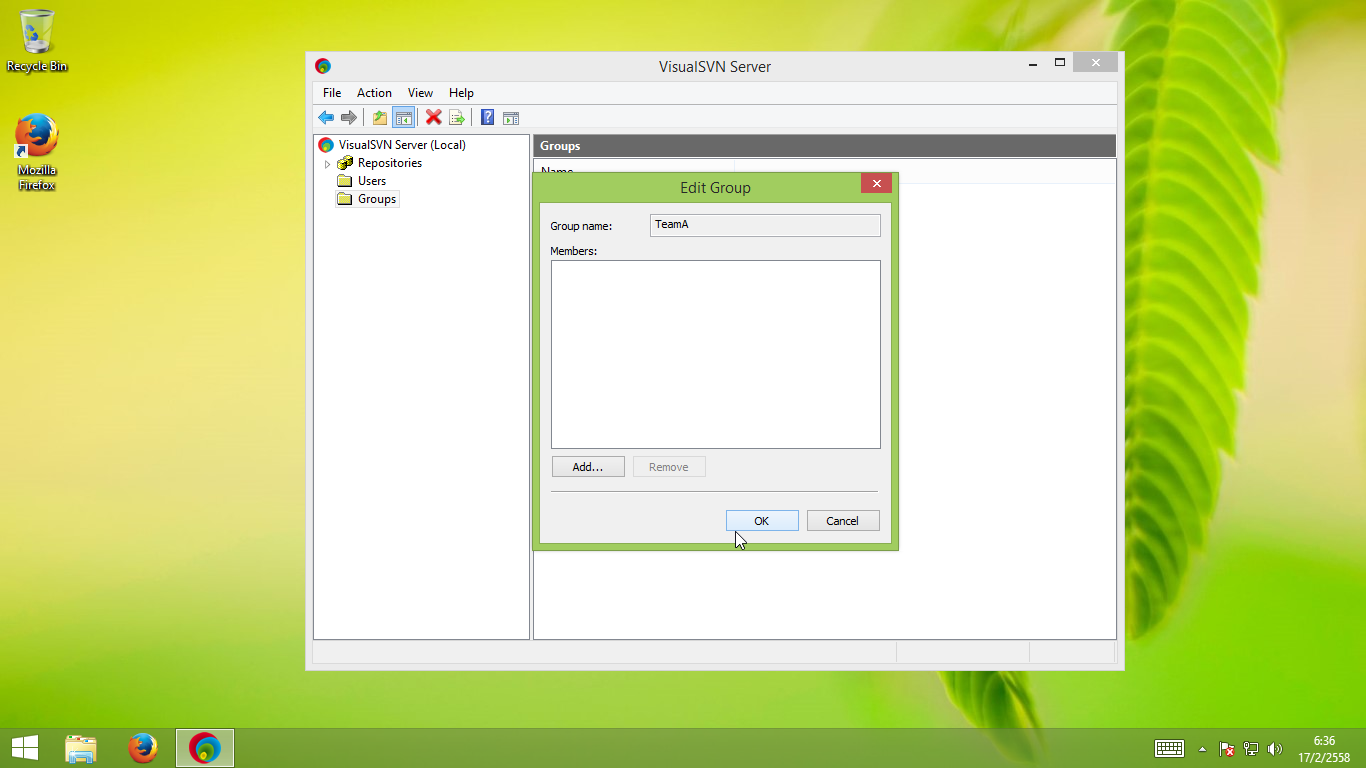 Recycle Bin
Mozilla
Firefox
VisualSVN Server
File Action View Help
VisualSVN Server (Local)
Repositories
Users
Groups
Groups
Name
Edit Group
Group name: TeamA
Members:
Add...
Remove
OK
Cancel
6:36
17/2/2558